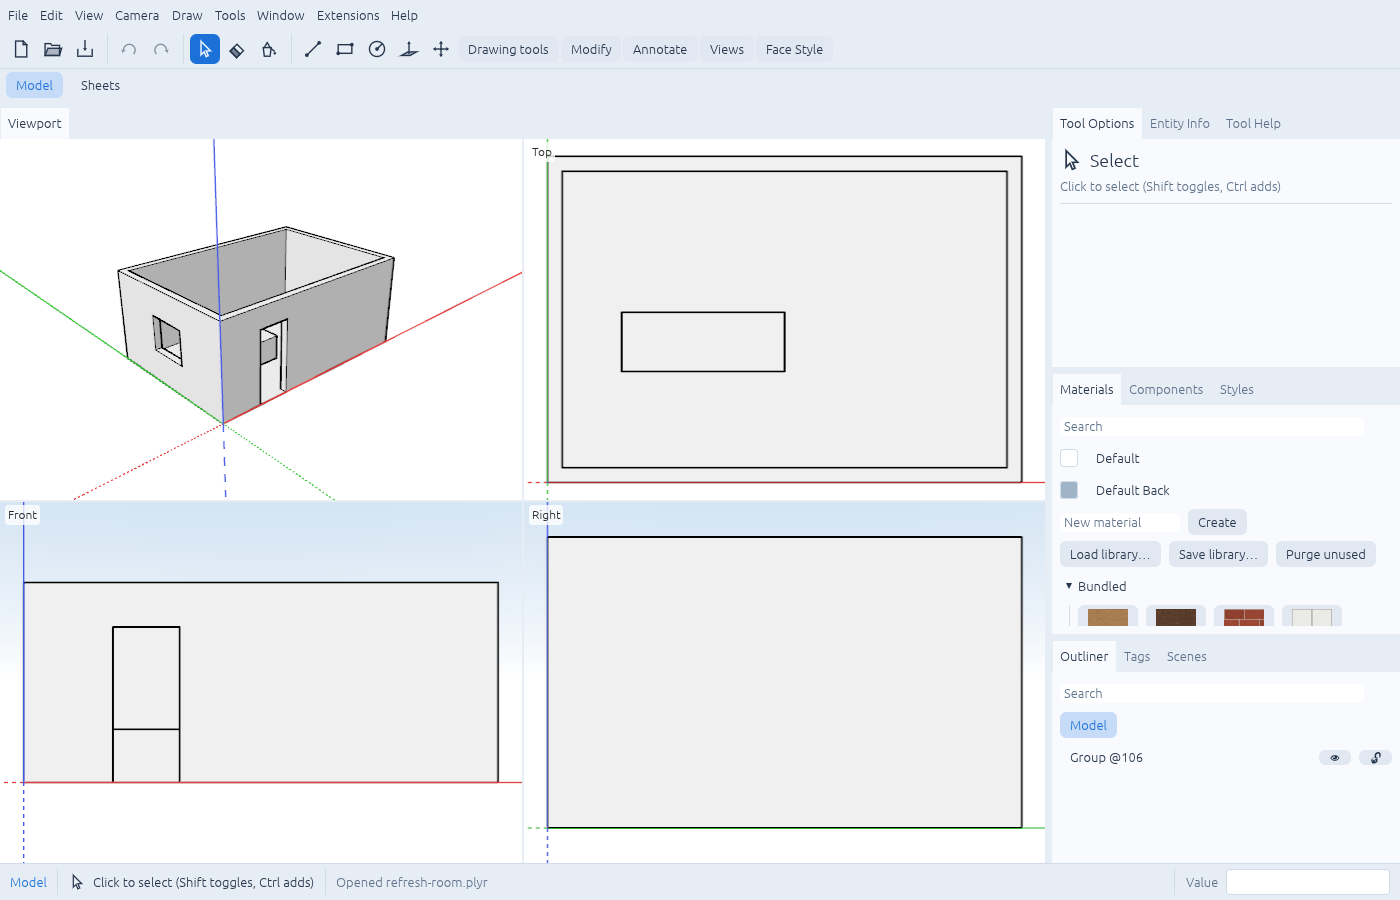 File Edit View Camera Draw Tools Window Extensions Help
Drawing tools Modify Annotate Views Face Style
Model Sheets
Viewport
Tool Options Entity Info Tool Help
Top
Select
Click to select (Shift toggles, Ctrl adds)
Materials Components Styles
Search
Default
Default Back
New material Create
Load library... Save library... Purge unused
Bundled
Front
Right
Outliner Tags Scenes
Search
Model
Group @106
Model Click to select (Shift toggles, Ctrl adds) Opened refresh-room.plyr Value